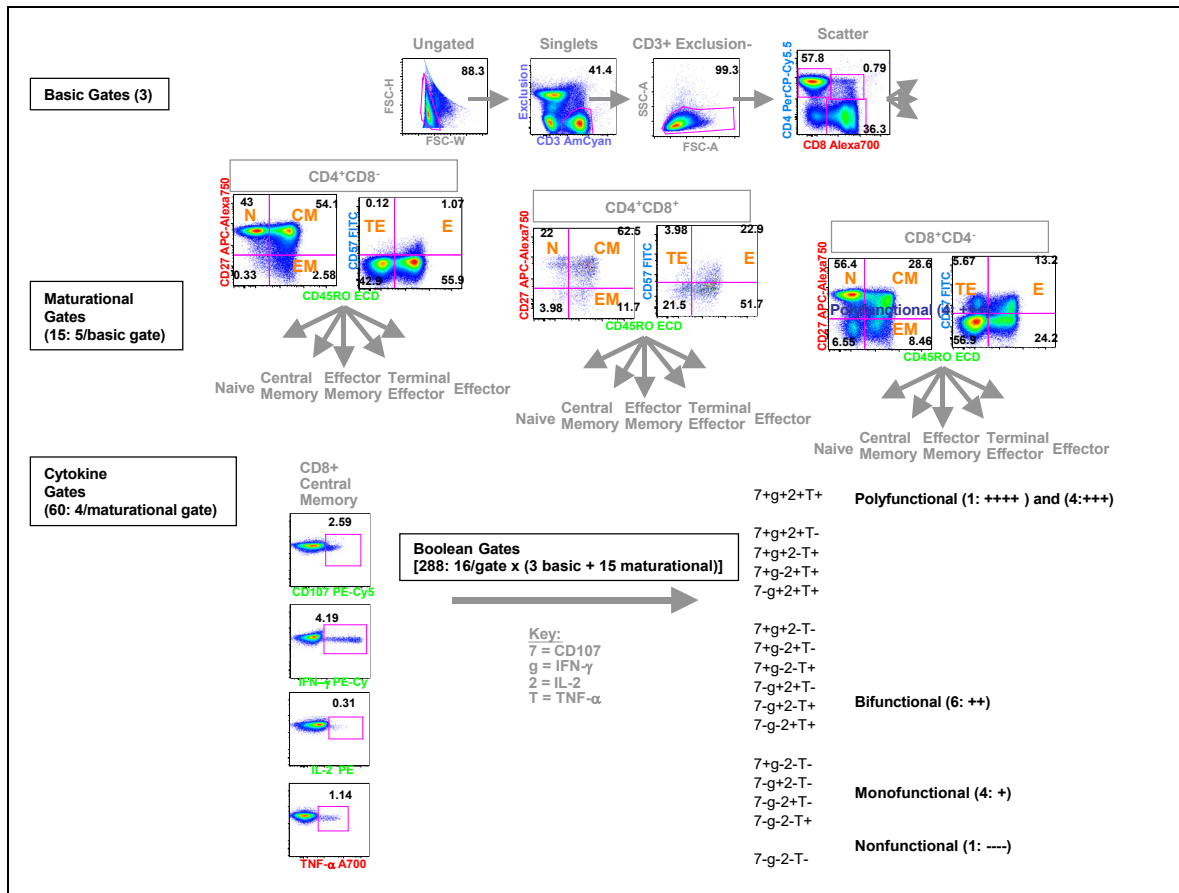 Ungated
Singlets
CD3+ Exclusion-
Scatter
Basic Gates (3)
FSC-H
88.3
FSC-W
Exclusion
41.4
CD3 AmCyan
SSC-A
99.3
FSC-A
CD4 PerCP-Cy5.5
57.8
0.79
36.3
CD8 Alexa700
CD4+CD8-
CD27 APC-Alexa750
43
54.1
N
CM
EM
0.33
2.58
CD57 FITC
0.12
1.07
TE
E
42.9
55.9
CD45RO ECD
CD4+CD8+
CD27 APC-Alexa750
22
62.5
N
CM
EM
3.98
11.7
CD57 FITC
3.98
22.9
TE
E
21.5
51.7
CD45RO ECD
CD8+CD4-
CD27 APC-Alexa750
56.4
28.6
N
CM
EM
6.55
8.46
5.67
13.2
TE
E
56.9
24.2
Polyfunctional (4: +
CD45RO ECD
Maturational
Gates
(15: 5/basic gate)
Naive
Central
Memory
Effector
Memory
Terminal
Effector
Effector
Naive
Central
Memory
Effector
Memory
Terminal
Effector
Effector
Naive
Central
Memory
Effector
Memory
Terminal
Effector
Effector
Cytokine
Gates
(60: 4/maturational gate)
CD8+
Central
Memory
2.59
CD107 PE-Cy5
4.19
IFN-γ PE-Cy
0.31
IL-2 PE
1.14
TNF-α A700
Boolean Gates
[288: 16/gate x (3 basic + 15 maturational)]
Key:
7 = CD107
g = IFN-γ
2 = IL-2
T = TNF-α
7+g+2+T+
Polyfunctional (1: ++++ ) and (4:+++)
7+g+2+T-
7+g+2-T+
7+g-2+T+
7-g+2+T+
7+g+2-T-
7+g-2+T-
7+g-2-T+
7-g+2+T-
7-g+2-T+
7-g-2+T+
Bifunctional (6: ++)
7+g-2-T-
7-g+2-T-
7-g-2+T-
7-g-2-T+
Monofunctional (4: +)
Nonfunctional (1: ----)
7-g-2-T-